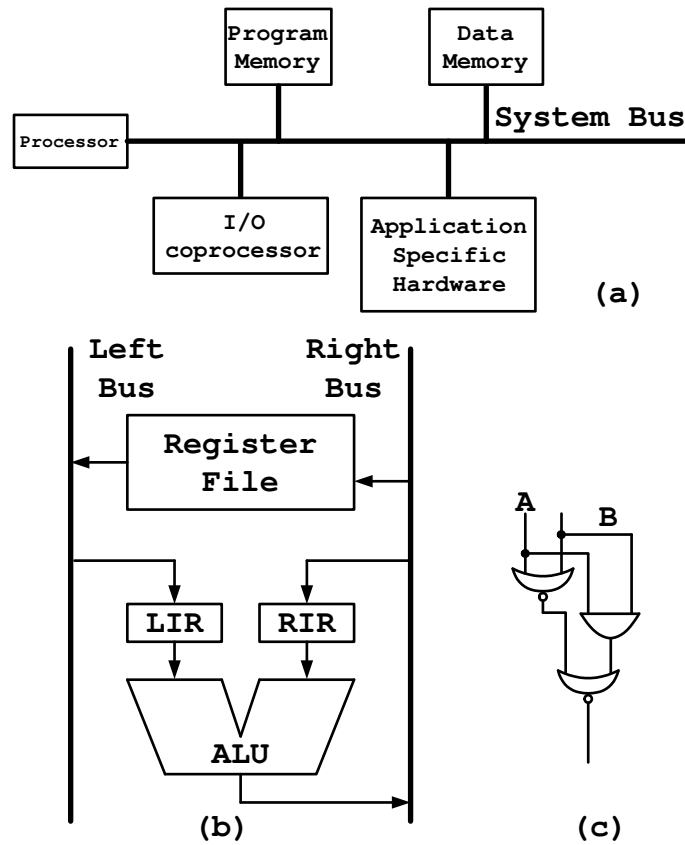 Program
Memory
Data
Memory
System Bus
Processor
I/O
coprocessor
Application
Specific
Hardware
(a)
Left
Bus
Right
Bus
Register
File
A
B
LIR
RIR
ALU
(b)
(c)